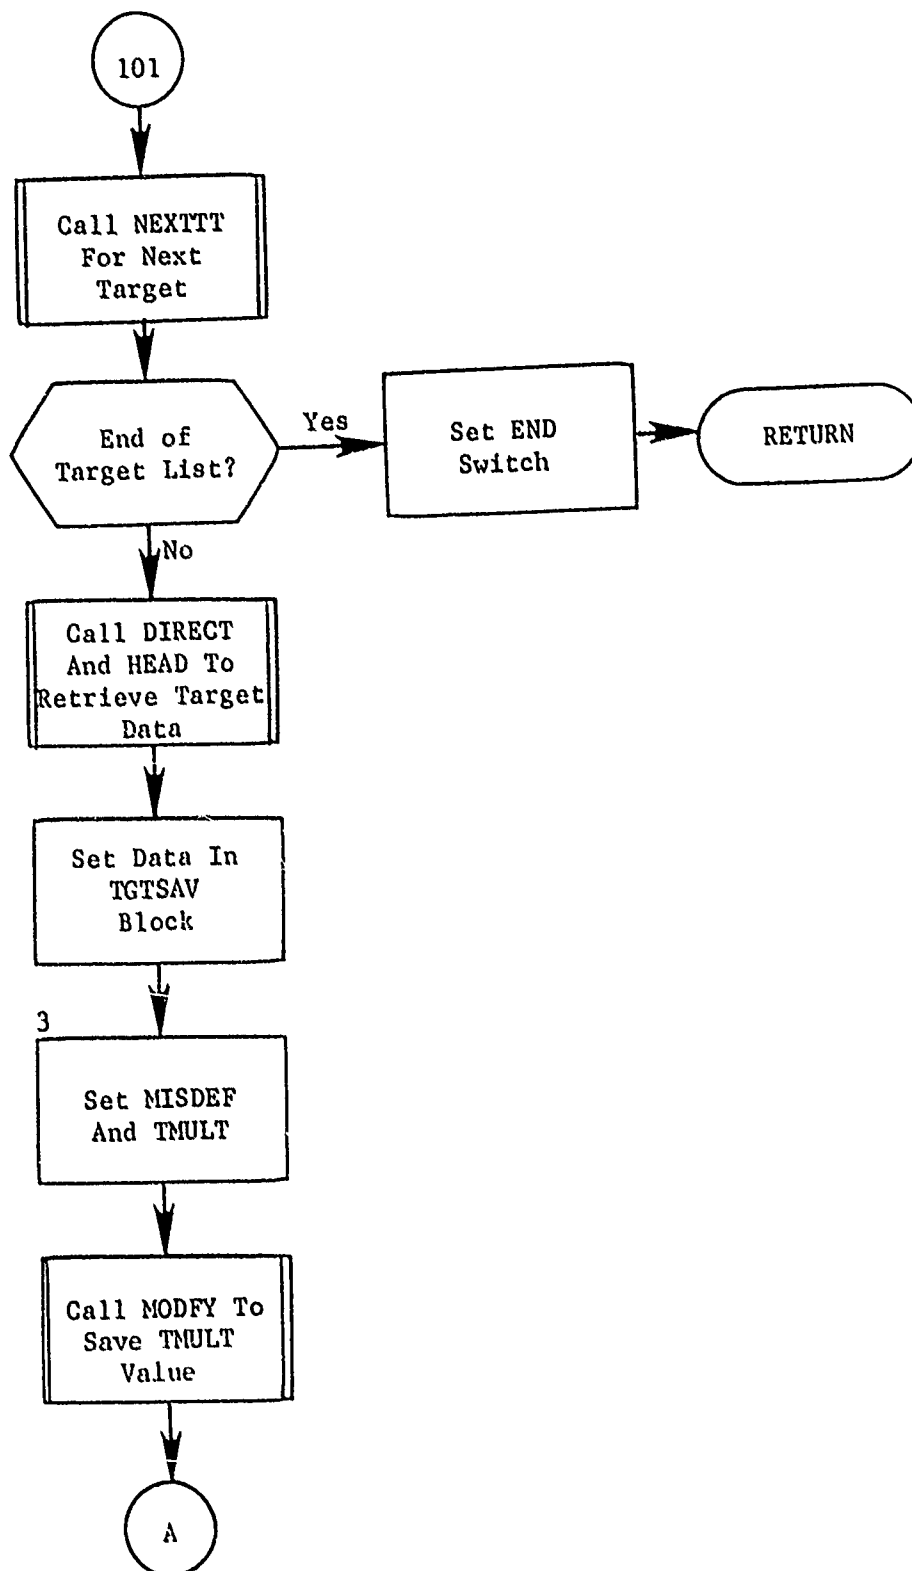 101
Call NEXTTT
For Next
Target
End of
Target List?
Yes
Set END
Switch
RETURN
No
Call DIRECT
And HEAD To
Retrieve Target
Data
Set Data In
TGTSAV
Block
3
Set MISDEF
And TMULT
Call MODFY To
Save TMULT
Value
A